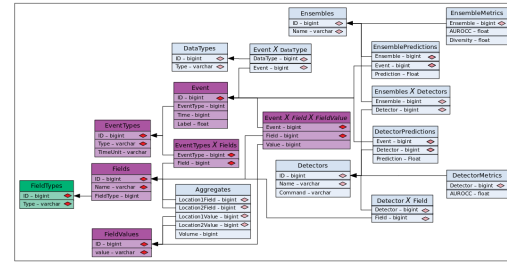 Ensembles
ID – bigint
Name – varchar
EnsembleMetrics
Ensemble – bigint
AUROCC – float
Diversity – float
DataTypes
ID – bigint
Type – varchar
Event X DataType
DataType – bigint
Event – bigint
EnsemblePredictions
Ensemble – bigint
Event – bigint
Prediction – Float
Event
ID – bigint
EventType – bigint
Time – bigint
Label – float
Ensembles X Detectors
Ensemble – bigint
Detector – bigint
EventTypes
ID – bigint
Type – varchar
TimeUnit – varchar
Event X Field X FieldValue
Event – bigint
Field – bigint
Value – bigint
EventTypes X Fields
EventType – bigint
Field – bigint
DetectorPredictions
Event – bigint
Detector – bigint
Prediction – Float
Fields
ID – bigint
Name – varchar
FieldType – bigint
Detectors
ID – bigint
Name – varchar
Command – varchar
DetectorMetrics
Detector – bigint
AUROCC – float
FieldTypes
ID – bigint
Type – varchar
Aggregates
Location1Field – bigint
Location2Field – bigint
Location1Value – bigint
Location2Value – bigint
Volume – bigint
Detector X Field
Detector – bigint
Field – bigint
FieldValues
ID – bigint
value – varchar